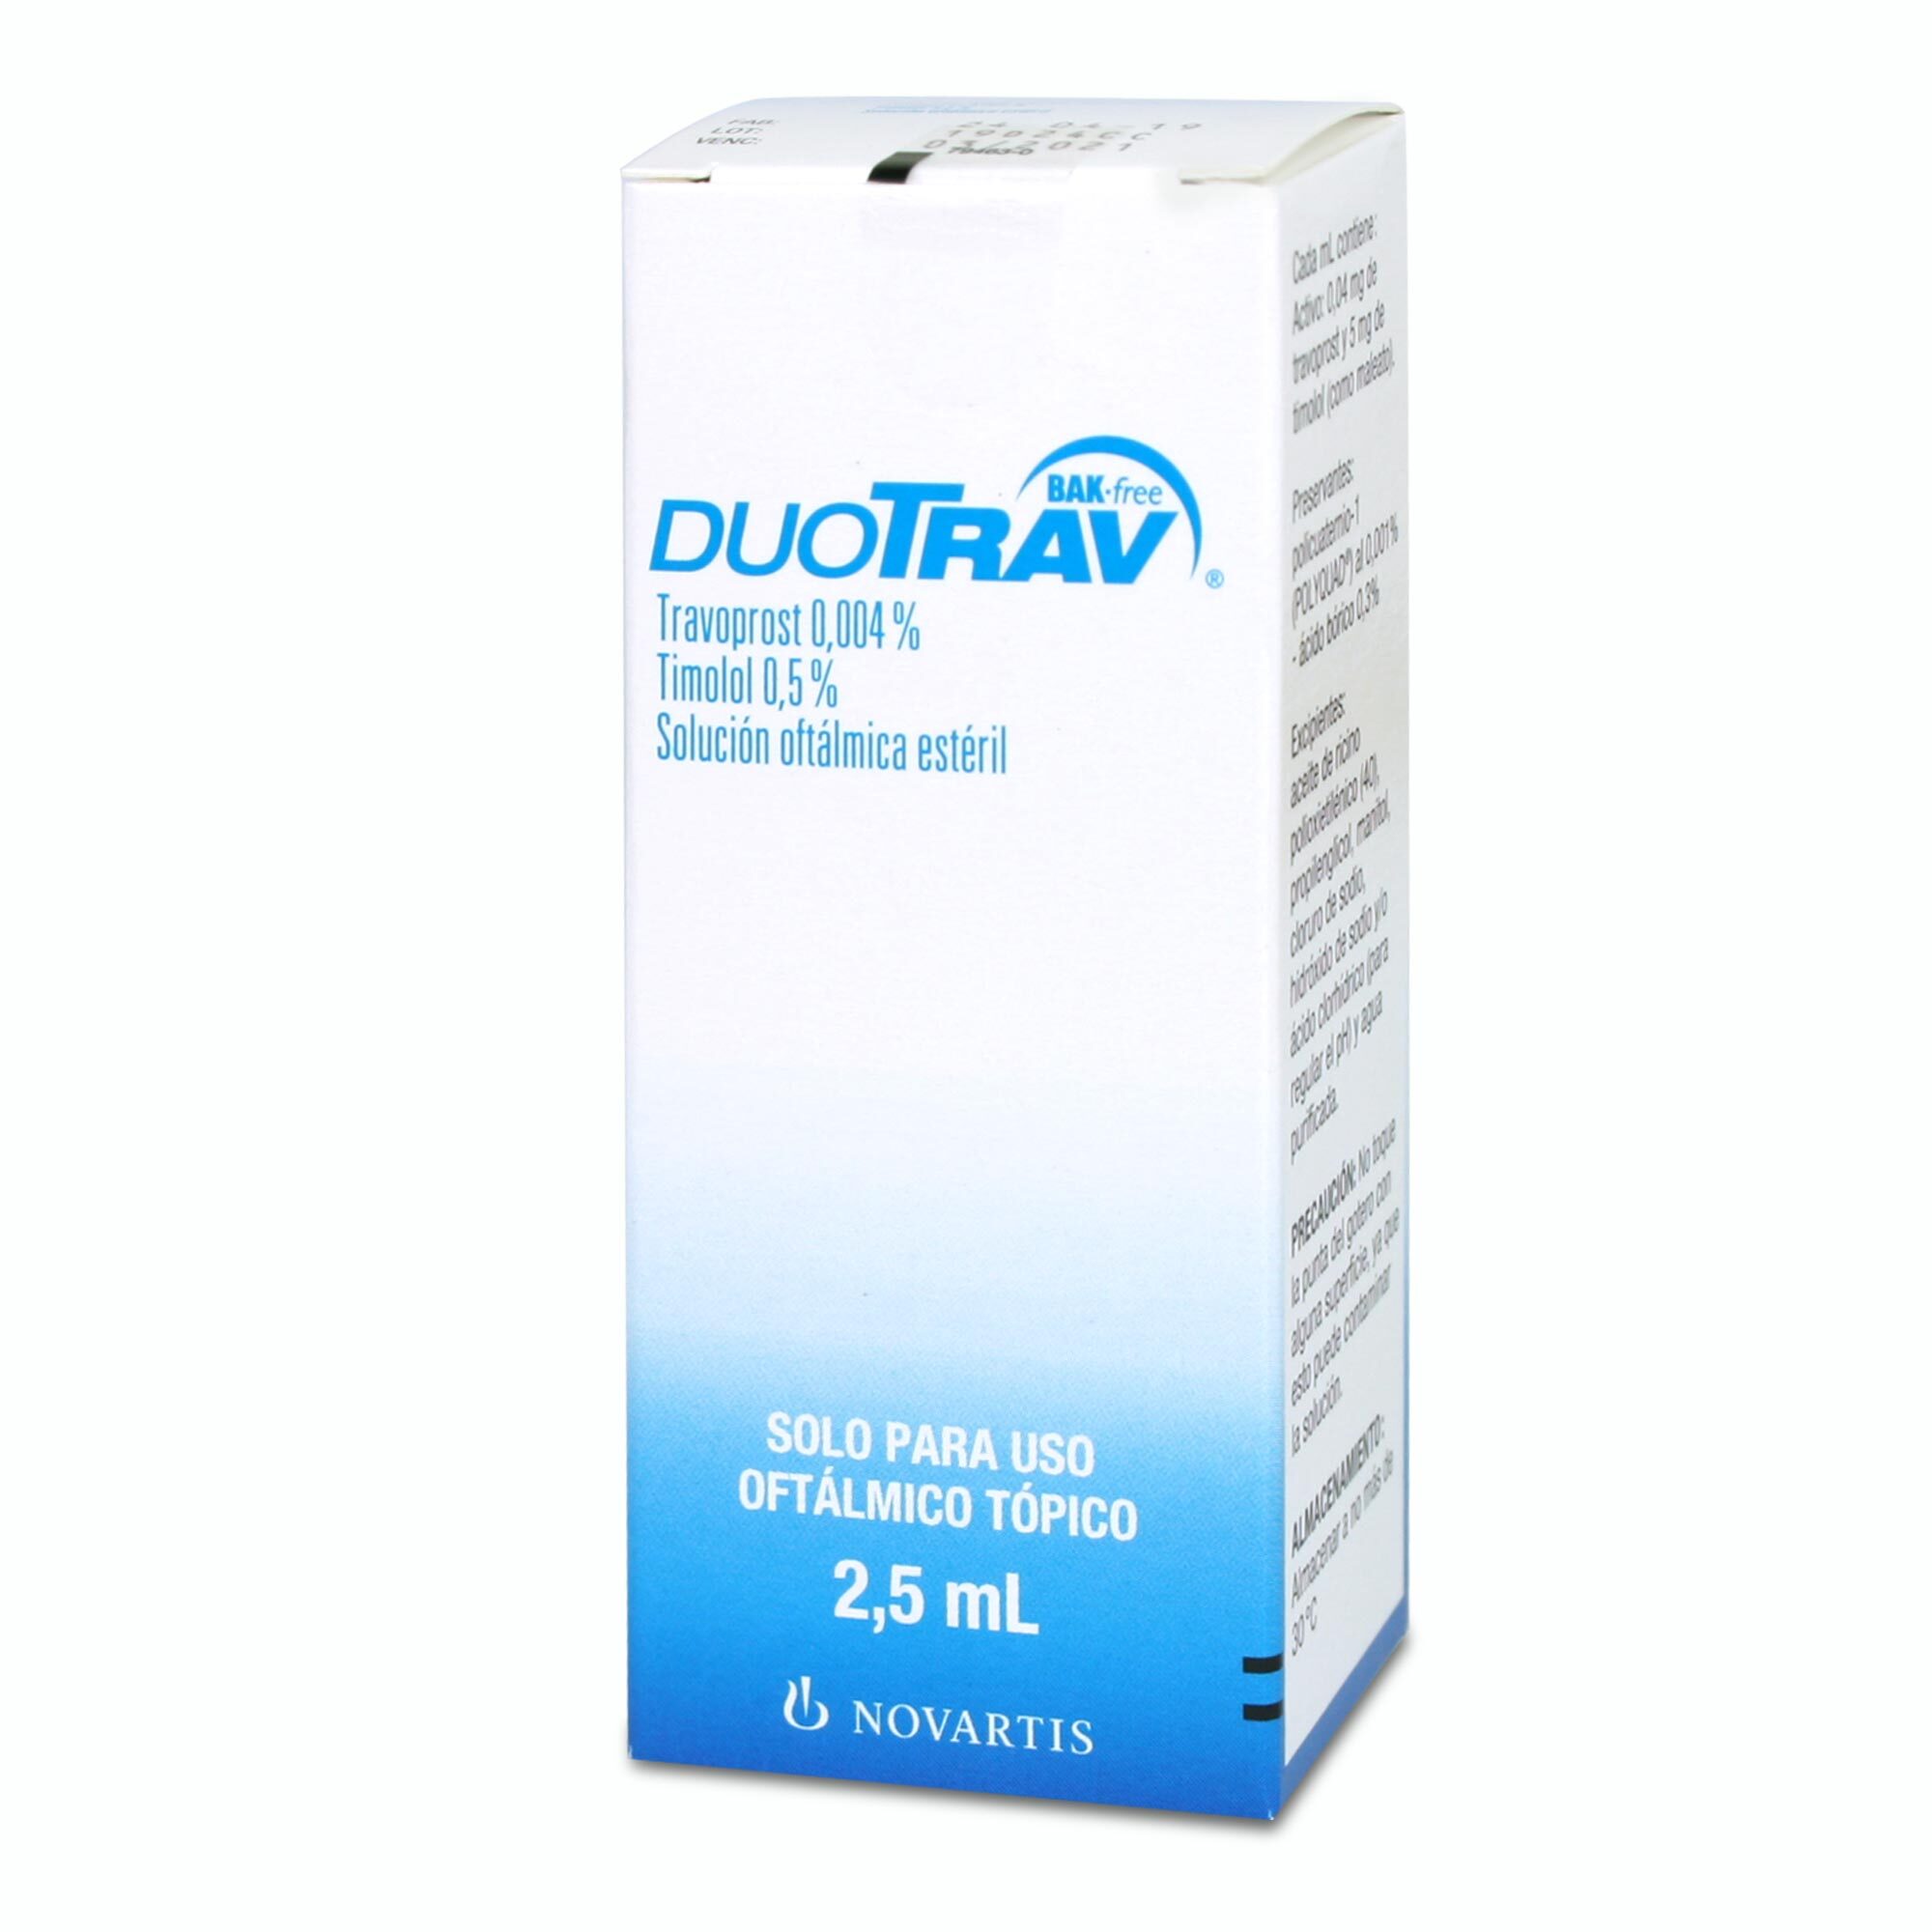 FAB:
LOT:
VENC:
24-04-19
03/2021
BAK·free
DUOTRAV®
Travoprost 0,004 %
Timolol 0,5 %
Solución oftálmica estéril
SOLO PARA USO
OFTÁLMICO TÓPICO
2,5 mL
NOVARTIS
Cada mL contiene:
Activo: 0,04 mg de
travoprost y 5 mg de
timolol (como maleato).
Preservantes:
policuaternio-1
(POLYQUAD®) al 0,001%
- ácido bórico 0,3%
Excipientes:
aceite de ricino
polioxietilénico (40),
propilenglicol, manitol,
cloruro de sodio,
hidróxido de sodio y/o
ácido clorhídrico (para
regular el pH) y agua
purificada.
PRECAUCIÓN: No toque
la punta del gotero con
alguna superficie, ya que
esto puede contaminar
la solución.
ALMACENAMIENTO:
Almacenar a no más de
30 °C